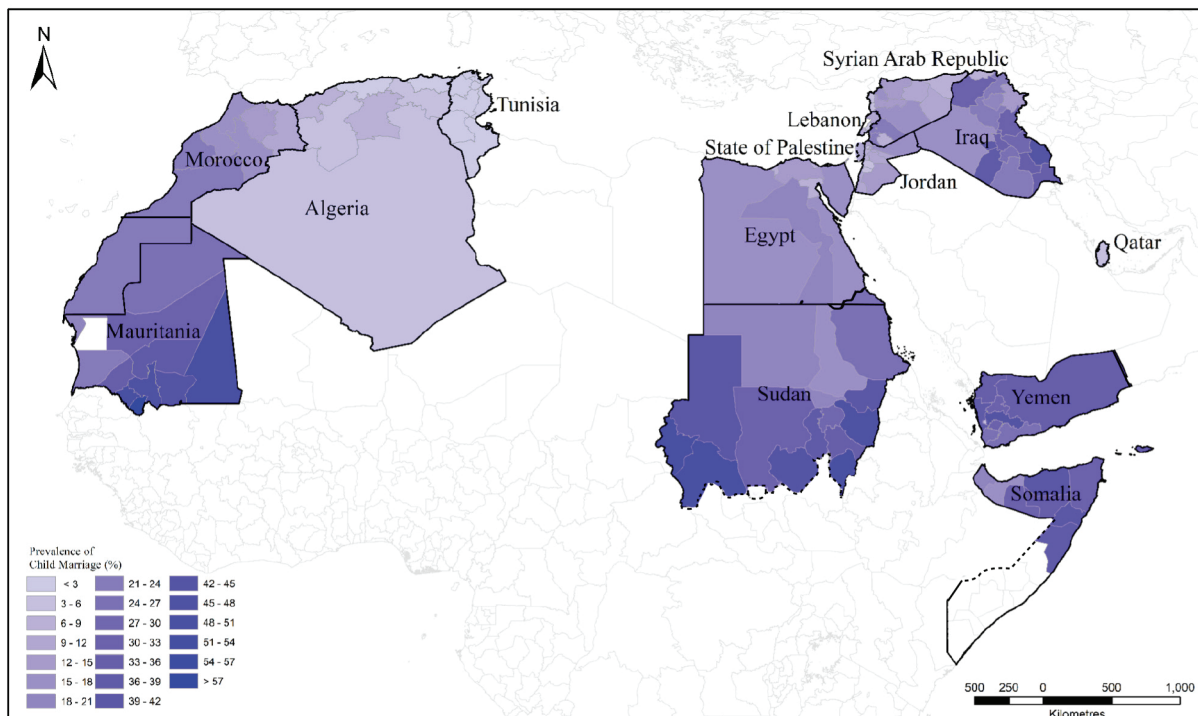 N
Syrian Arab Republic
Tunisia
Lebanon
Iraq
State of Palestine
Morocco
Jordan
Algeria
Egypt
Qatar
Mauritania
Sudan
Yemen
Somalia
Prevalence of
Child Marriage (%)
< 3
3 - 6
6 - 9
9 - 12
12 - 15
15 - 18
18 - 21
21 - 24
24 - 27
27 - 30
30 - 33
33 - 36
36 - 39
39 - 42
42 - 45
45 - 48
48 - 51
51 - 54
54 - 57
> 57
500 250 0 500 1,000
Kilometres